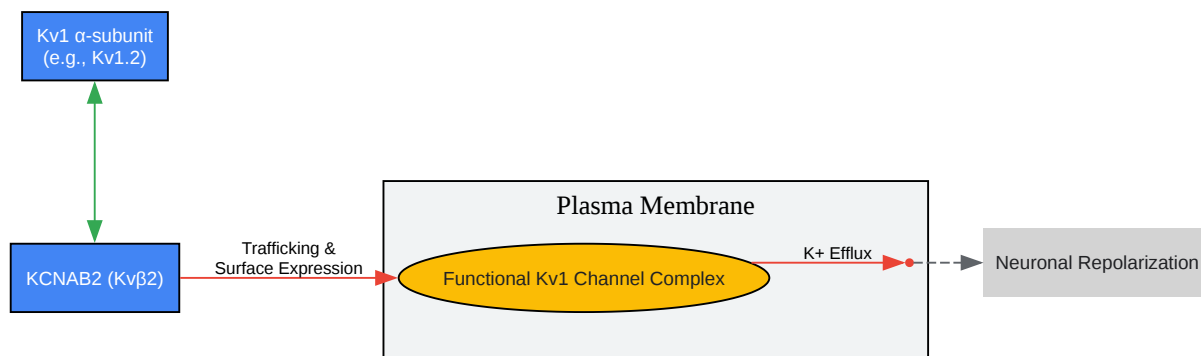 Kv1 α-subunit
(e.g., Kv1.2)
Plasma Membrane
Trafficking &
Surface Expression
K+ Efflux
KCNAB2 (Kvβ2)
Functional Kv1 Channel Complex
Neuronal Repolarization